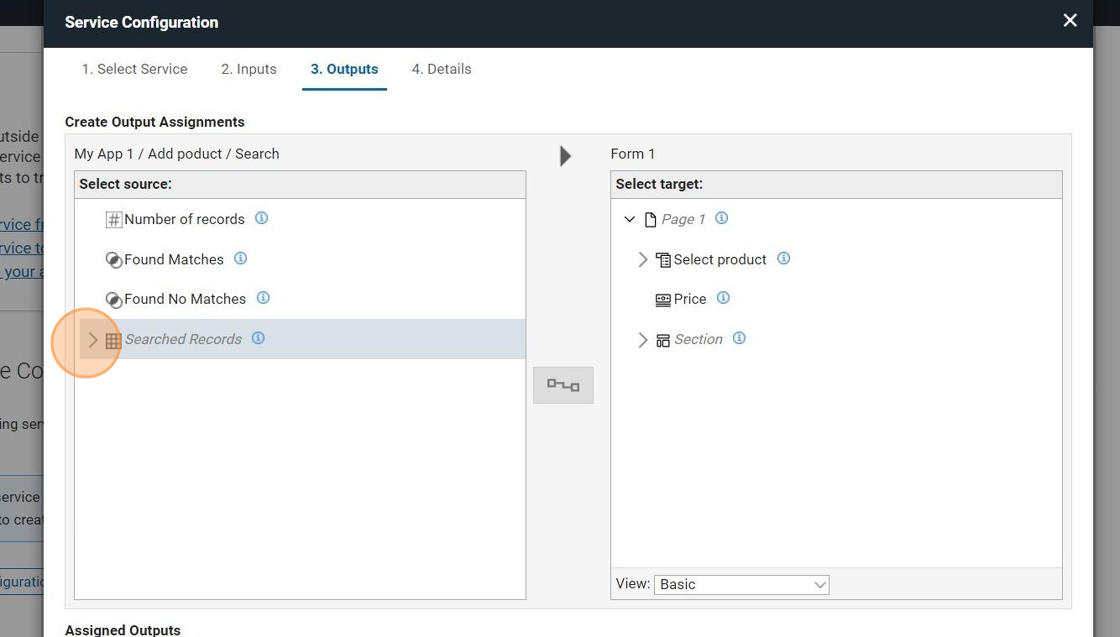 Service Configuration
1. Select Service
2. Inputs
3. Outputs
4. Details
Create Output Assignments
My App 1 / Add poduct / Search
Form 1
Select source:
Number of records
Found Matches
Found No Matches
Searched Records
Select target:
Page 1
Select product
Price
Section
View:
Basic
Assigned Outputs
utside
ervice
ts to tr
rvice fr
rvice to
your a
e Co
ing ser
service
to creat
figuratio